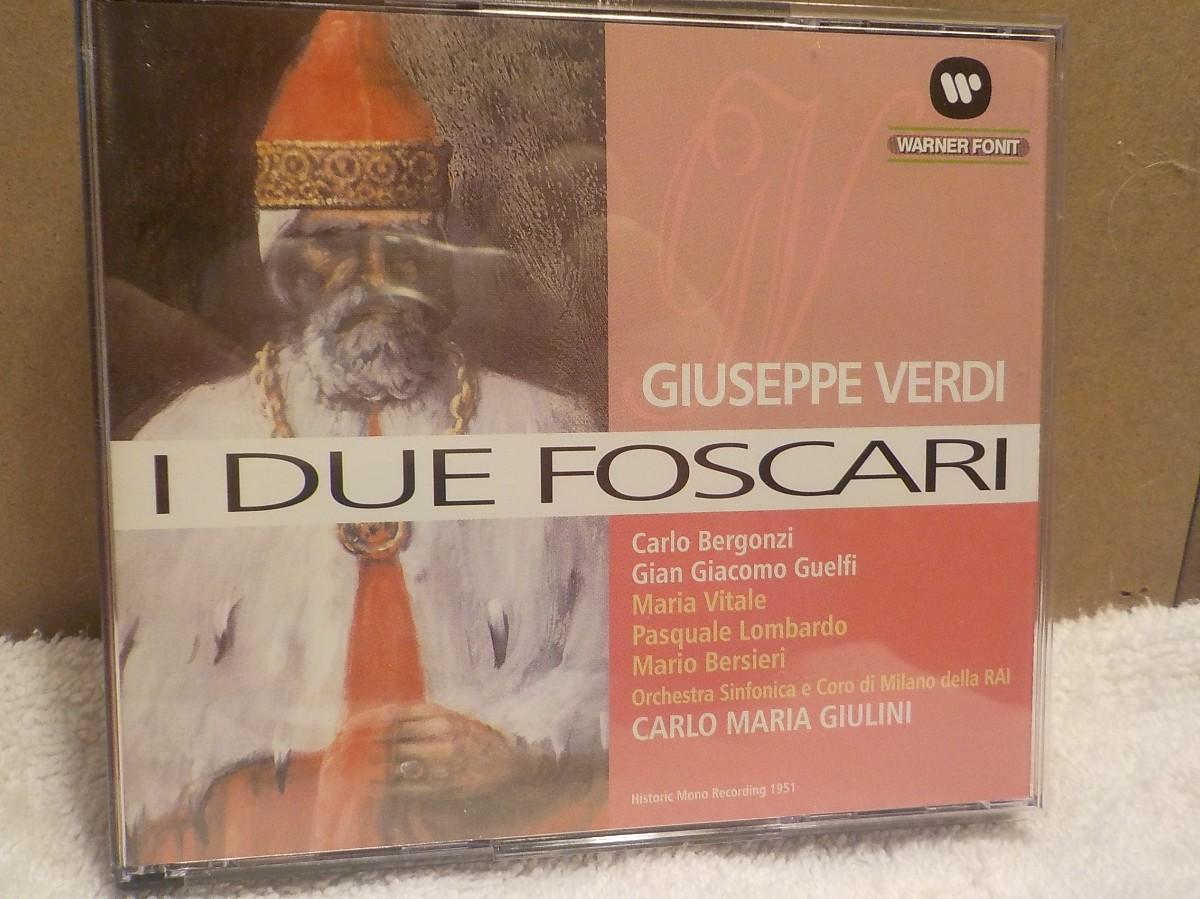 WARNER FONIT
GIUSEPPE VERDI
I DUE FOSCARI
Carlo Bergonzi
Gian Giacomo Guelfi
Maria Vitale
Pasquale Lombardo
Mario Bersieri
Orchestra Sinfonica e Coro di Milano della RAI
CARLO MARIA GIULINI
Historic Mono Recording 1951